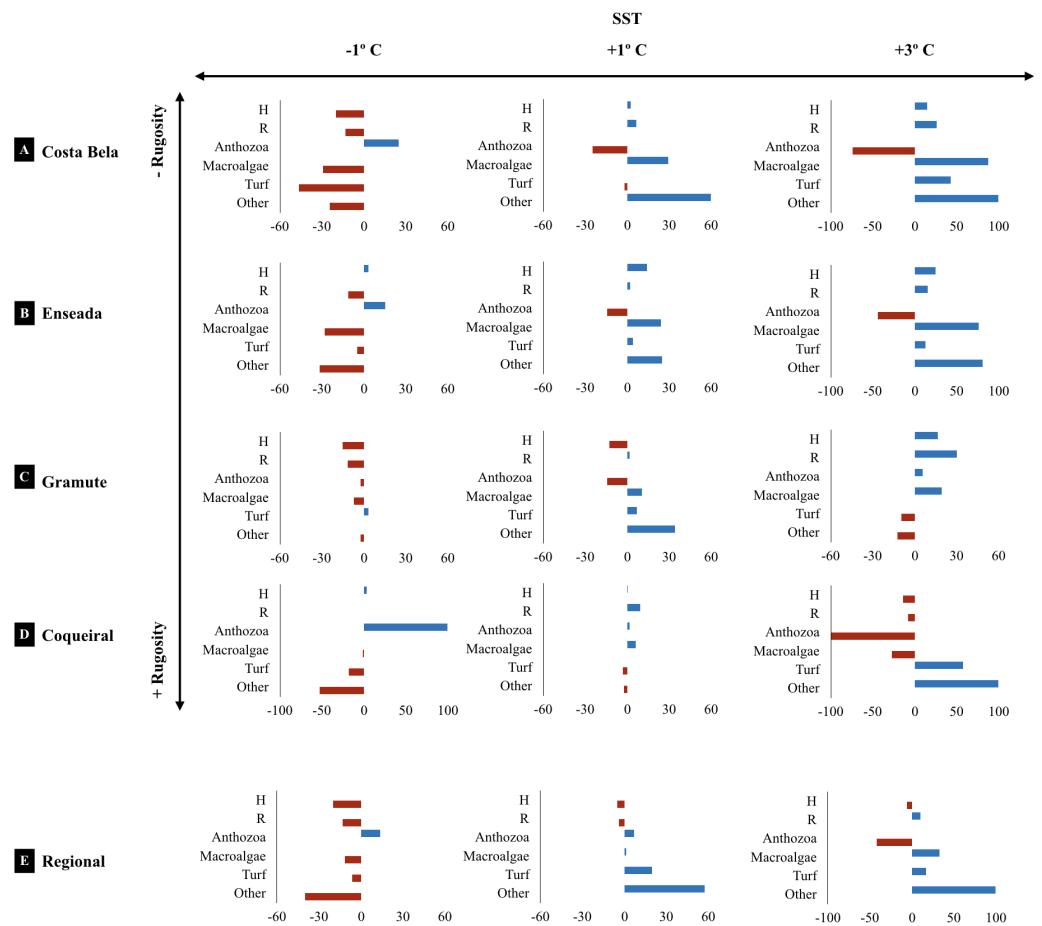 SST
-1º C +1º C +3º C
- Rugosity
A Costa Bela
H H H
R R R
Anthozoa Anthozoa Anthozoa
Macroalgae Macroalgae Macroalgae
Turf Turf Turf
Other Other Other
-60 -30 0 30 60 -60 -30 0 30 60 -100 -50 0 50 100
B Enseada
H H H
R R R
Anthozoa Anthozoa Anthozoa
Macroalgae Macroalgae Macroalgae
Turf Turf Turf
Other Other Other
-60 -30 0 30 60 -60 -30 0 30 60 -100 -50 0 50 100
C Gramute
H H H
R R R
Anthozoa Anthozoa Anthozoa
Macroalgae Macroalgae Macroalgae
Turf Turf Turf
Other Other Other
-60 -30 0 30 60 -60 -30 0 30 60 -60 -30 0 30 60
D Coqueiral
H H H
R R R
Anthozoa Anthozoa Anthozoa
Macroalgae Macroalgae Macroalgae
Turf Turf Turf
Other Other Other
-100 -50 0 50 100 -60 -30 0 30 60 -100 -50 0 50 100
+ Rugosity
E Regional
H H H
R R R
Anthozoa Anthozoa Anthozoa
Macroalgae Macroalgae Macroalgae
Turf Turf Turf
Other Other Other
-60 -30 0 30 60 -60 -30 0 30 60 -100 -50 0 50 100